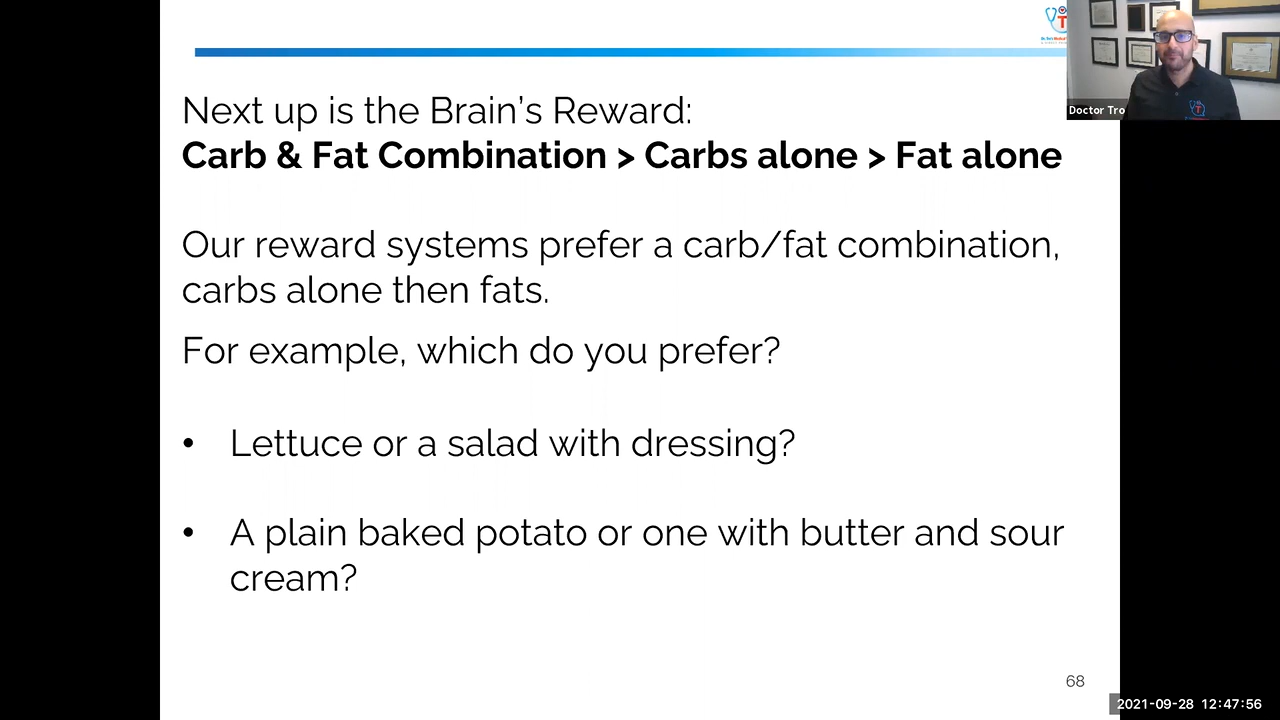 Next up is the Brain's Reward:
Carb & Fat Combination > Carbs alone > Fat alone
Our reward systems prefer a carb/fat combination,
carbs alone then fats.
For example, which do you prefer?
• Lettuce or a salad with dressing?
• A plain baked potato or one with butter and sour
cream?
68
T
Doctor Tro
2021-09-28 12:47:56